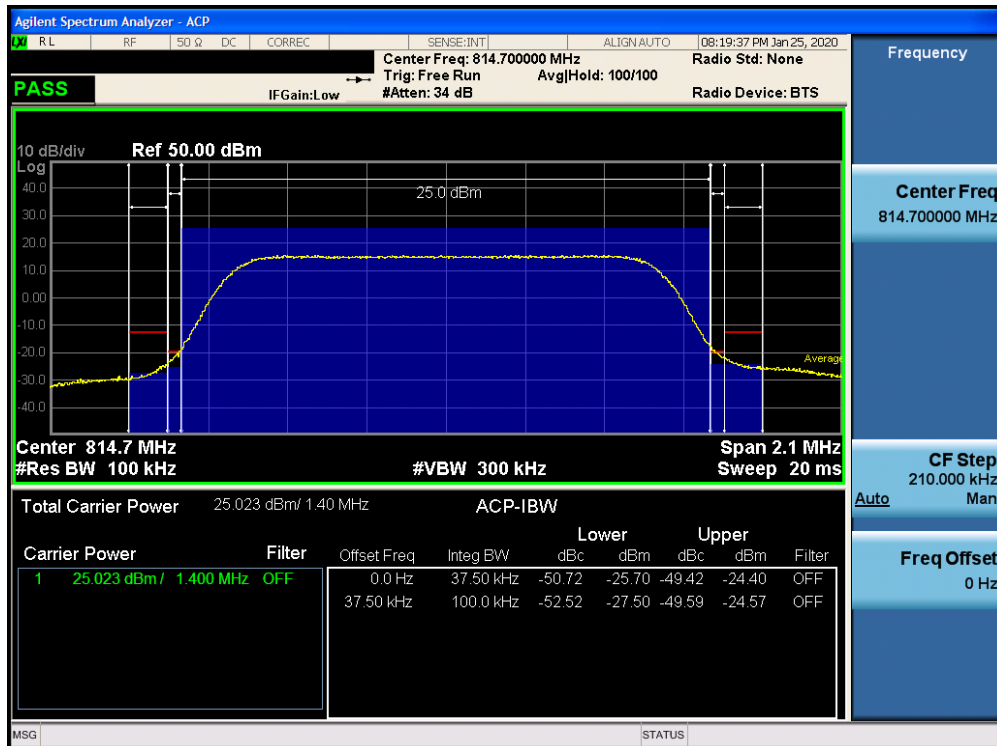 Agilent Spectrum Analyzer - ACP
LXI RL RF 50 Ω DC CORREC SENSE:INT ALIGN AUTO 08:19:37 PM Jan 25, 2020
Center Freq: 814.700000 MHz Radio Std: None
Trig: Free Run Avg|Hold: 100/100
PASS IFGain:Low #Atten: 34 dB Radio Device: BTS
10 dB/div Ref 50.00 dBm
Log
40.0
25.0 dBm
30.0
20.0
10.0
0.00
-10.0
-20.0
Average
-30.0
-40.0
Center 814.7 MHz Span 2.1 MHz
#Res BW 100 kHz #VBW 300 kHz Sweep 20 ms
Total Carrier Power 25.023 dBm/ 1.40 MHz ACP-IBW
Lower Upper
Carrier Power Filter Offset Freq Integ BW dBc dBm dBc dBm Filter
1 25.023 dBm / 1.400 MHz OFF 0.0 Hz 37.50 kHz -50.72 -25.70 -49.42 -24.40 OFF
37.50 kHz 100.0 kHz -52.52 -27.50 -49.59 -24.57 OFF
MSG STATUS
Frequency
Center Freq
814.700000 MHz
CF Step
210.000 kHz
Auto Man
Freq Offset
0 Hz